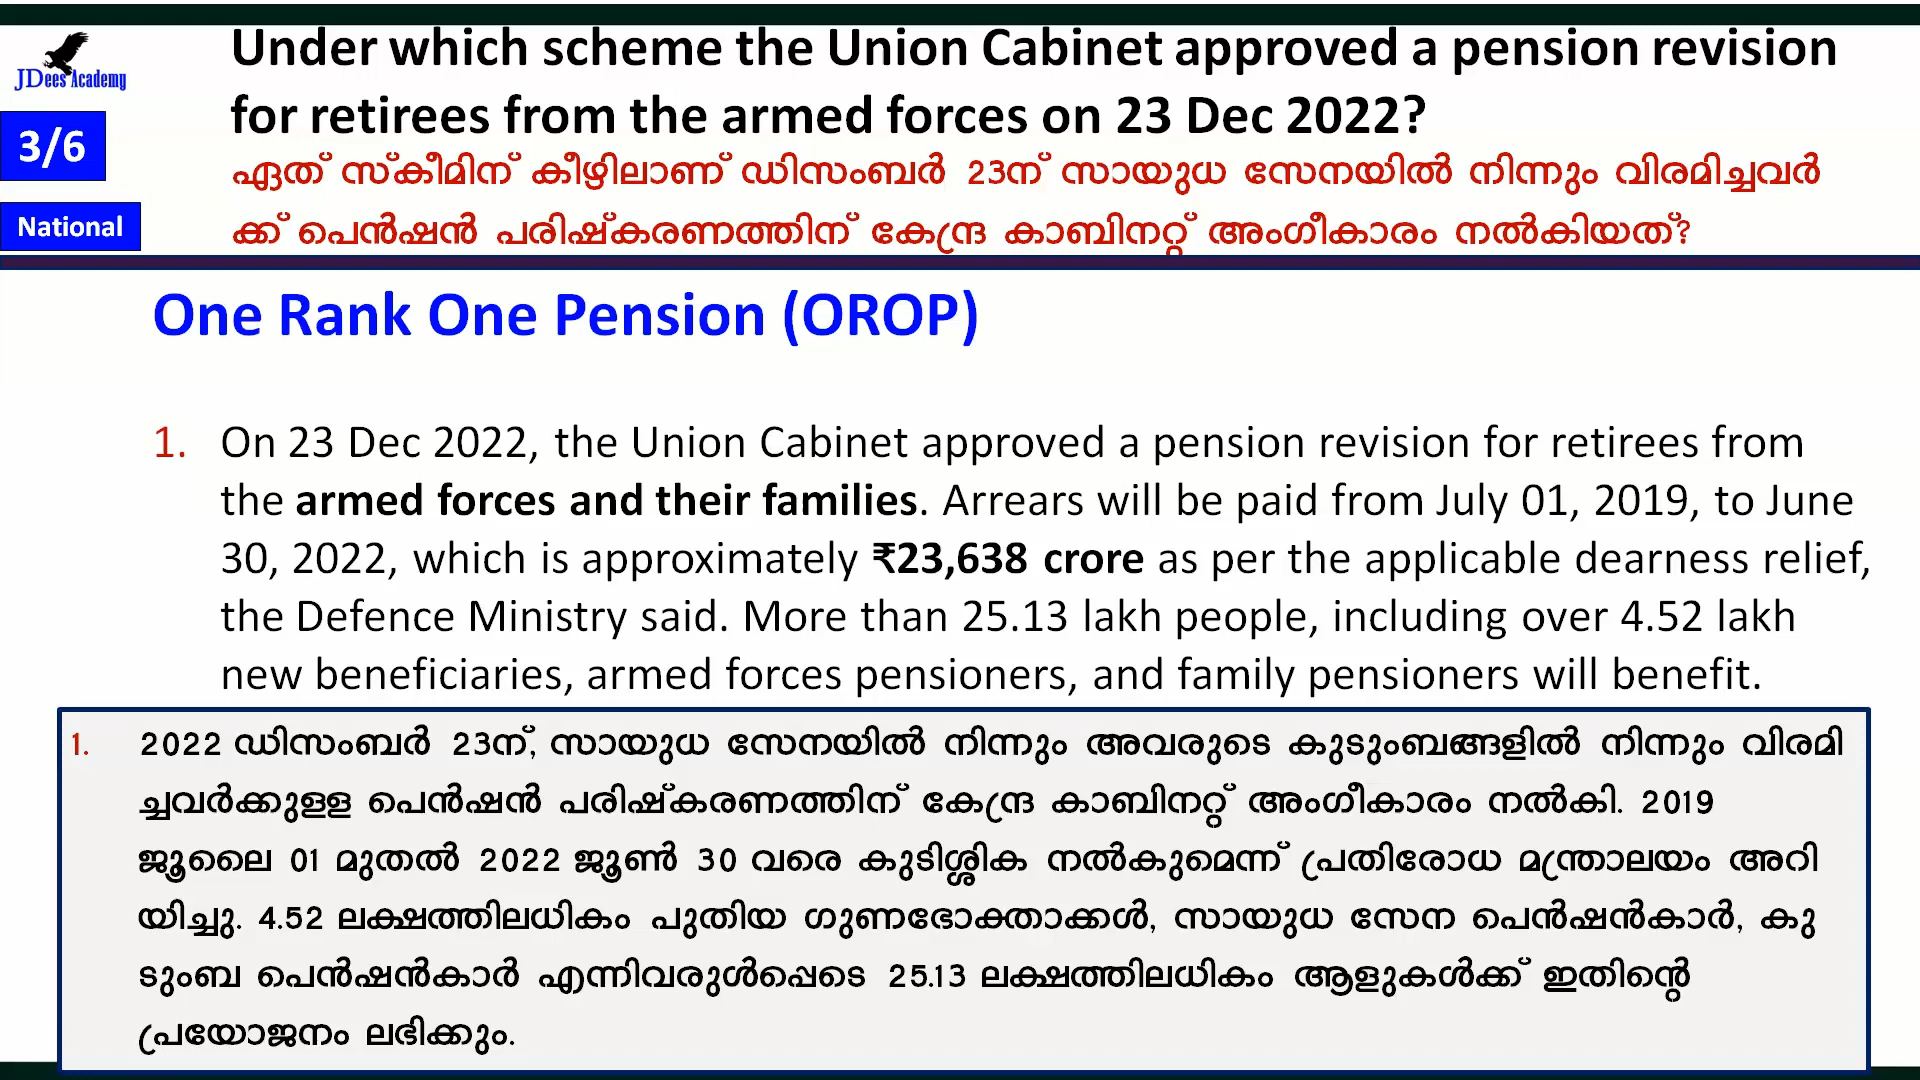 JDees Academy
Under which scheme the Union Cabinet approved a pension revision
for retirees from the armed forces on 23 Dec 2022?
3/6
ഏത് സ്കീമിന് കീഴിലാണ് ഡിസംബർ 23ന് സായുധ സേനയിൽ നിന്നും വിരമിച്ചവർ
ക്ക് പെൻഷൻ പരിഷ്കരണത്തിന് കേന്ദ്ര കാബിനറ്റ് അംഗീകാരം നൽകിയത്?
National
One Rank One Pension (OROP)
1. On 23 Dec 2022, the Union Cabinet approved a pension revision for retirees from
the armed forces and their families. Arrears will be paid from July 01, 2019, to June
30, 2022, which is approximately ₹23,638 crore as per the applicable dearness relief,
the Defence Ministry said. More than 25.13 lakh people, including over 4.52 lakh
new beneficiaries, armed forces pensioners, and family pensioners will benefit.
1. 2022 ഡിസംബർ 23ന്, സായുധ സേനയിൽ നിന്നും അവരുടെ കുടുംബങ്ങളിൽ നിന്നും വിരമി
ച്ചവർക്കുളള പെൻഷൻ പരിഷ്കരണത്തിന് കേന്ദ്ര കാബിനറ്റ് അംഗീകാരം നൽകി. 2019
ജൂലൈ 01 മുതൽ 2022 ജൂൺ 30 വരെ കുടിശ്ശിക നൽകുമെന്ന് പ്രതിരോധ മന്ത്രാലയം അറി
യിച്ചു. 4.52 ലക്ഷത്തിലധികം പുതിയ ഗുണഭോക്താക്കൾ, സായുധ സേന പെൻഷൻകാർ, കു
ടുംബ പെൻഷൻകാർ എന്നിവരുൾപ്പെടെ 25.13 ലക്ഷത്തിലധികം ആളുകൾക്ക് ഇതിന്റെ
പ്രയോജനം ലഭിക്കും.